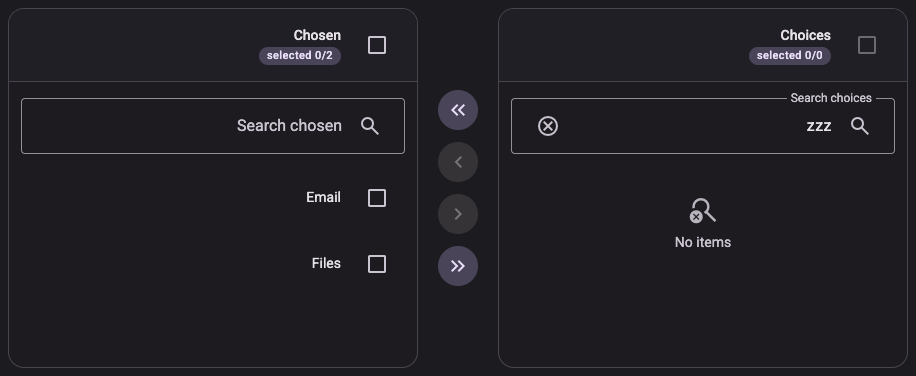 Chosen
selected 0/2
Search chosen
Email
Files
Choices
selected 0/0
Search choices
zzz
No items